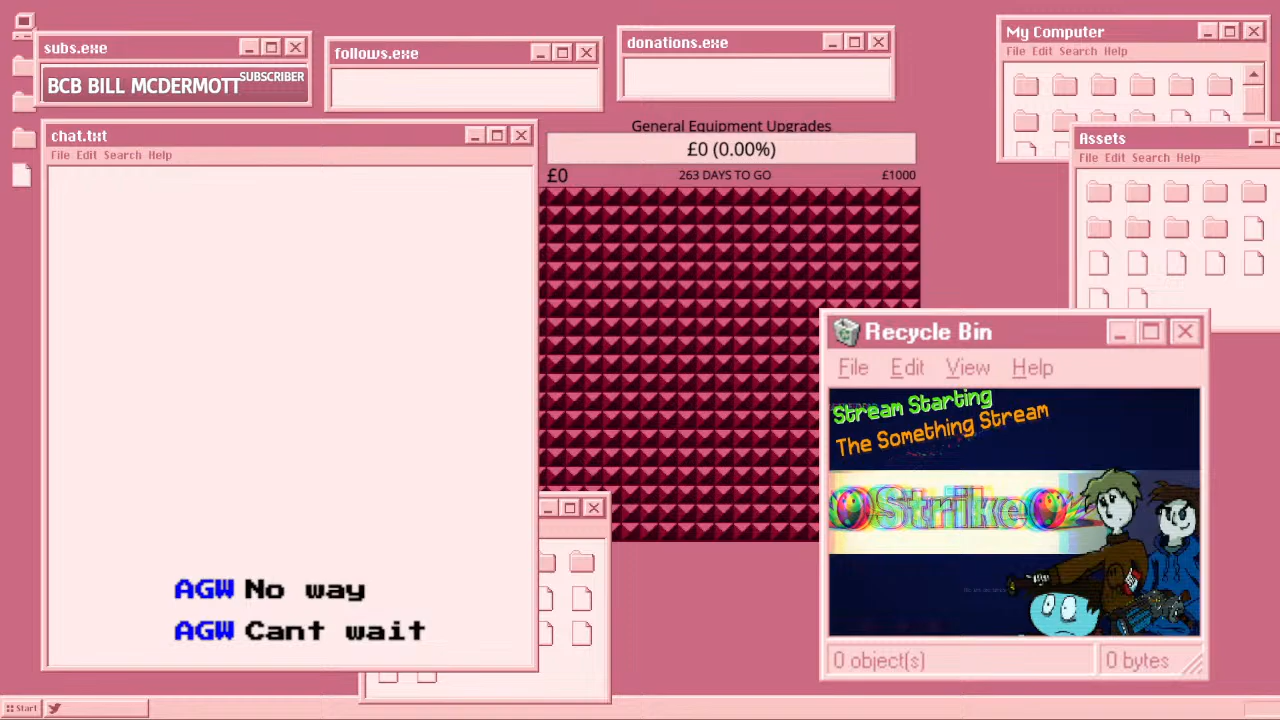 subs.exe
BCB BILL MCDERMOTT
SUBSCRIBER
follows.exe
donations.exe
My Computer
File Edit Search Help
chat.txt
File Edit Search Help
General Equipment Upgrades
£0 (0.00%)
£0
263 DAYS TO GO
£1000
Assets
File Edit Search Help
Recycle Bin
File Edit View Help
Stream Starting
The Something Stream
Strike
0 object(s)
0 bytes
AGW No way
AGW Cant wait
Start